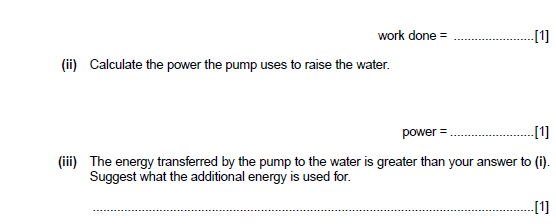 work done = ........................[1]
(ii) Calculate the power the pump uses to raise the water.
power = ........................[1]
(iii) The energy transferred by the pump to the water is greater than your answer to (i).
Suggest what the additional energy is used for.
........................[1]